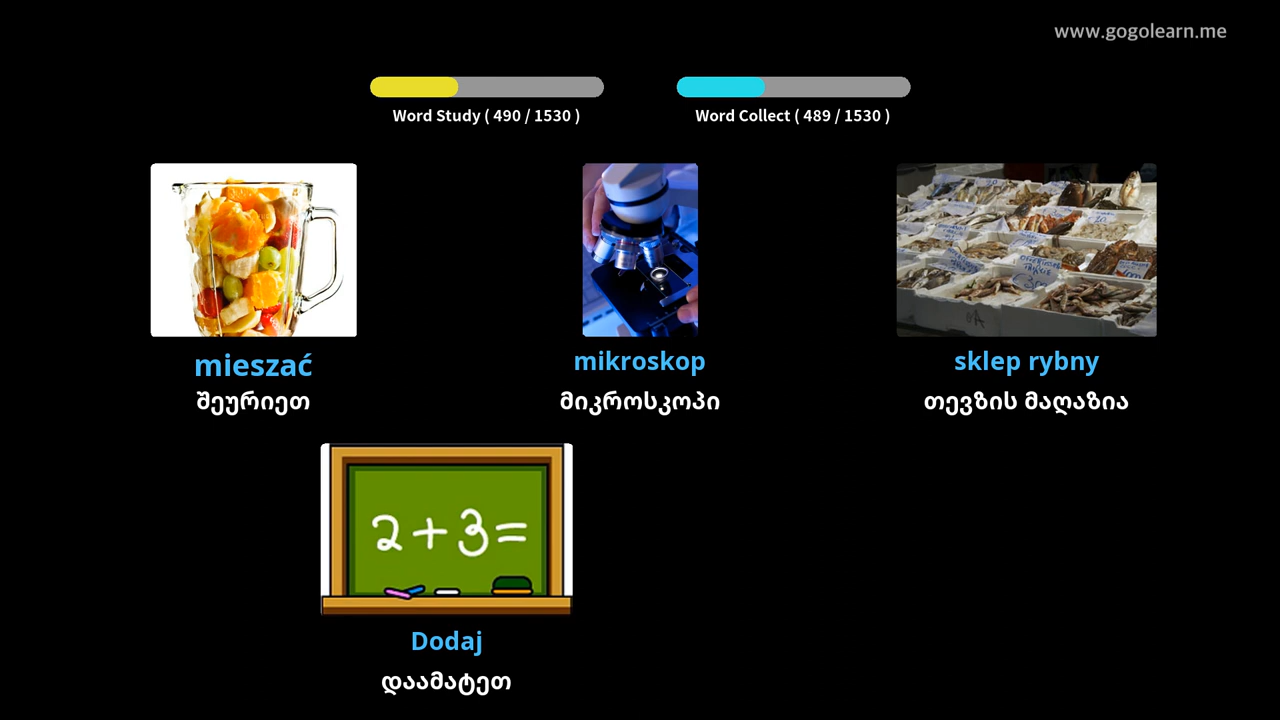 www.gogolearn.me
Word Study ( 490 / 1530 )
Word Collect ( 489 / 1530 )
mieszać
შეურიეთ
mikroskop
მიკროსკოპი
sklep rybny
თევზის მაღაზია
2+3=
Dodaj
დაამატეთ